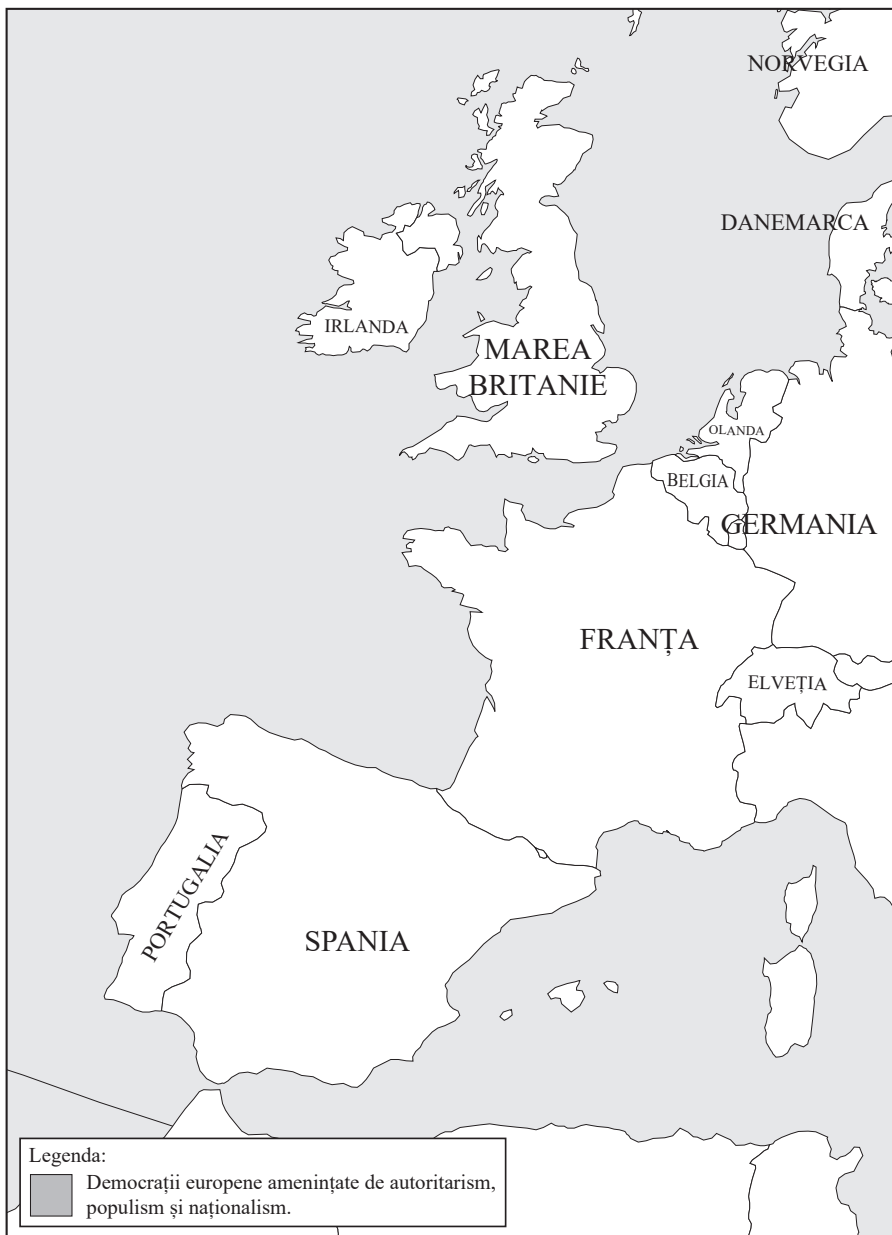 NORVEGIA
DANEMARCA
IRLANDA
MAREA
BRITANIE
OLANDA
BELGIA
GERMANIA
FRANȚA
ELVEȚIA
PORTUGALIA
SPANIA
Legenda:
Democrații europene amenințate de autoritarism,
populism și naționalism.